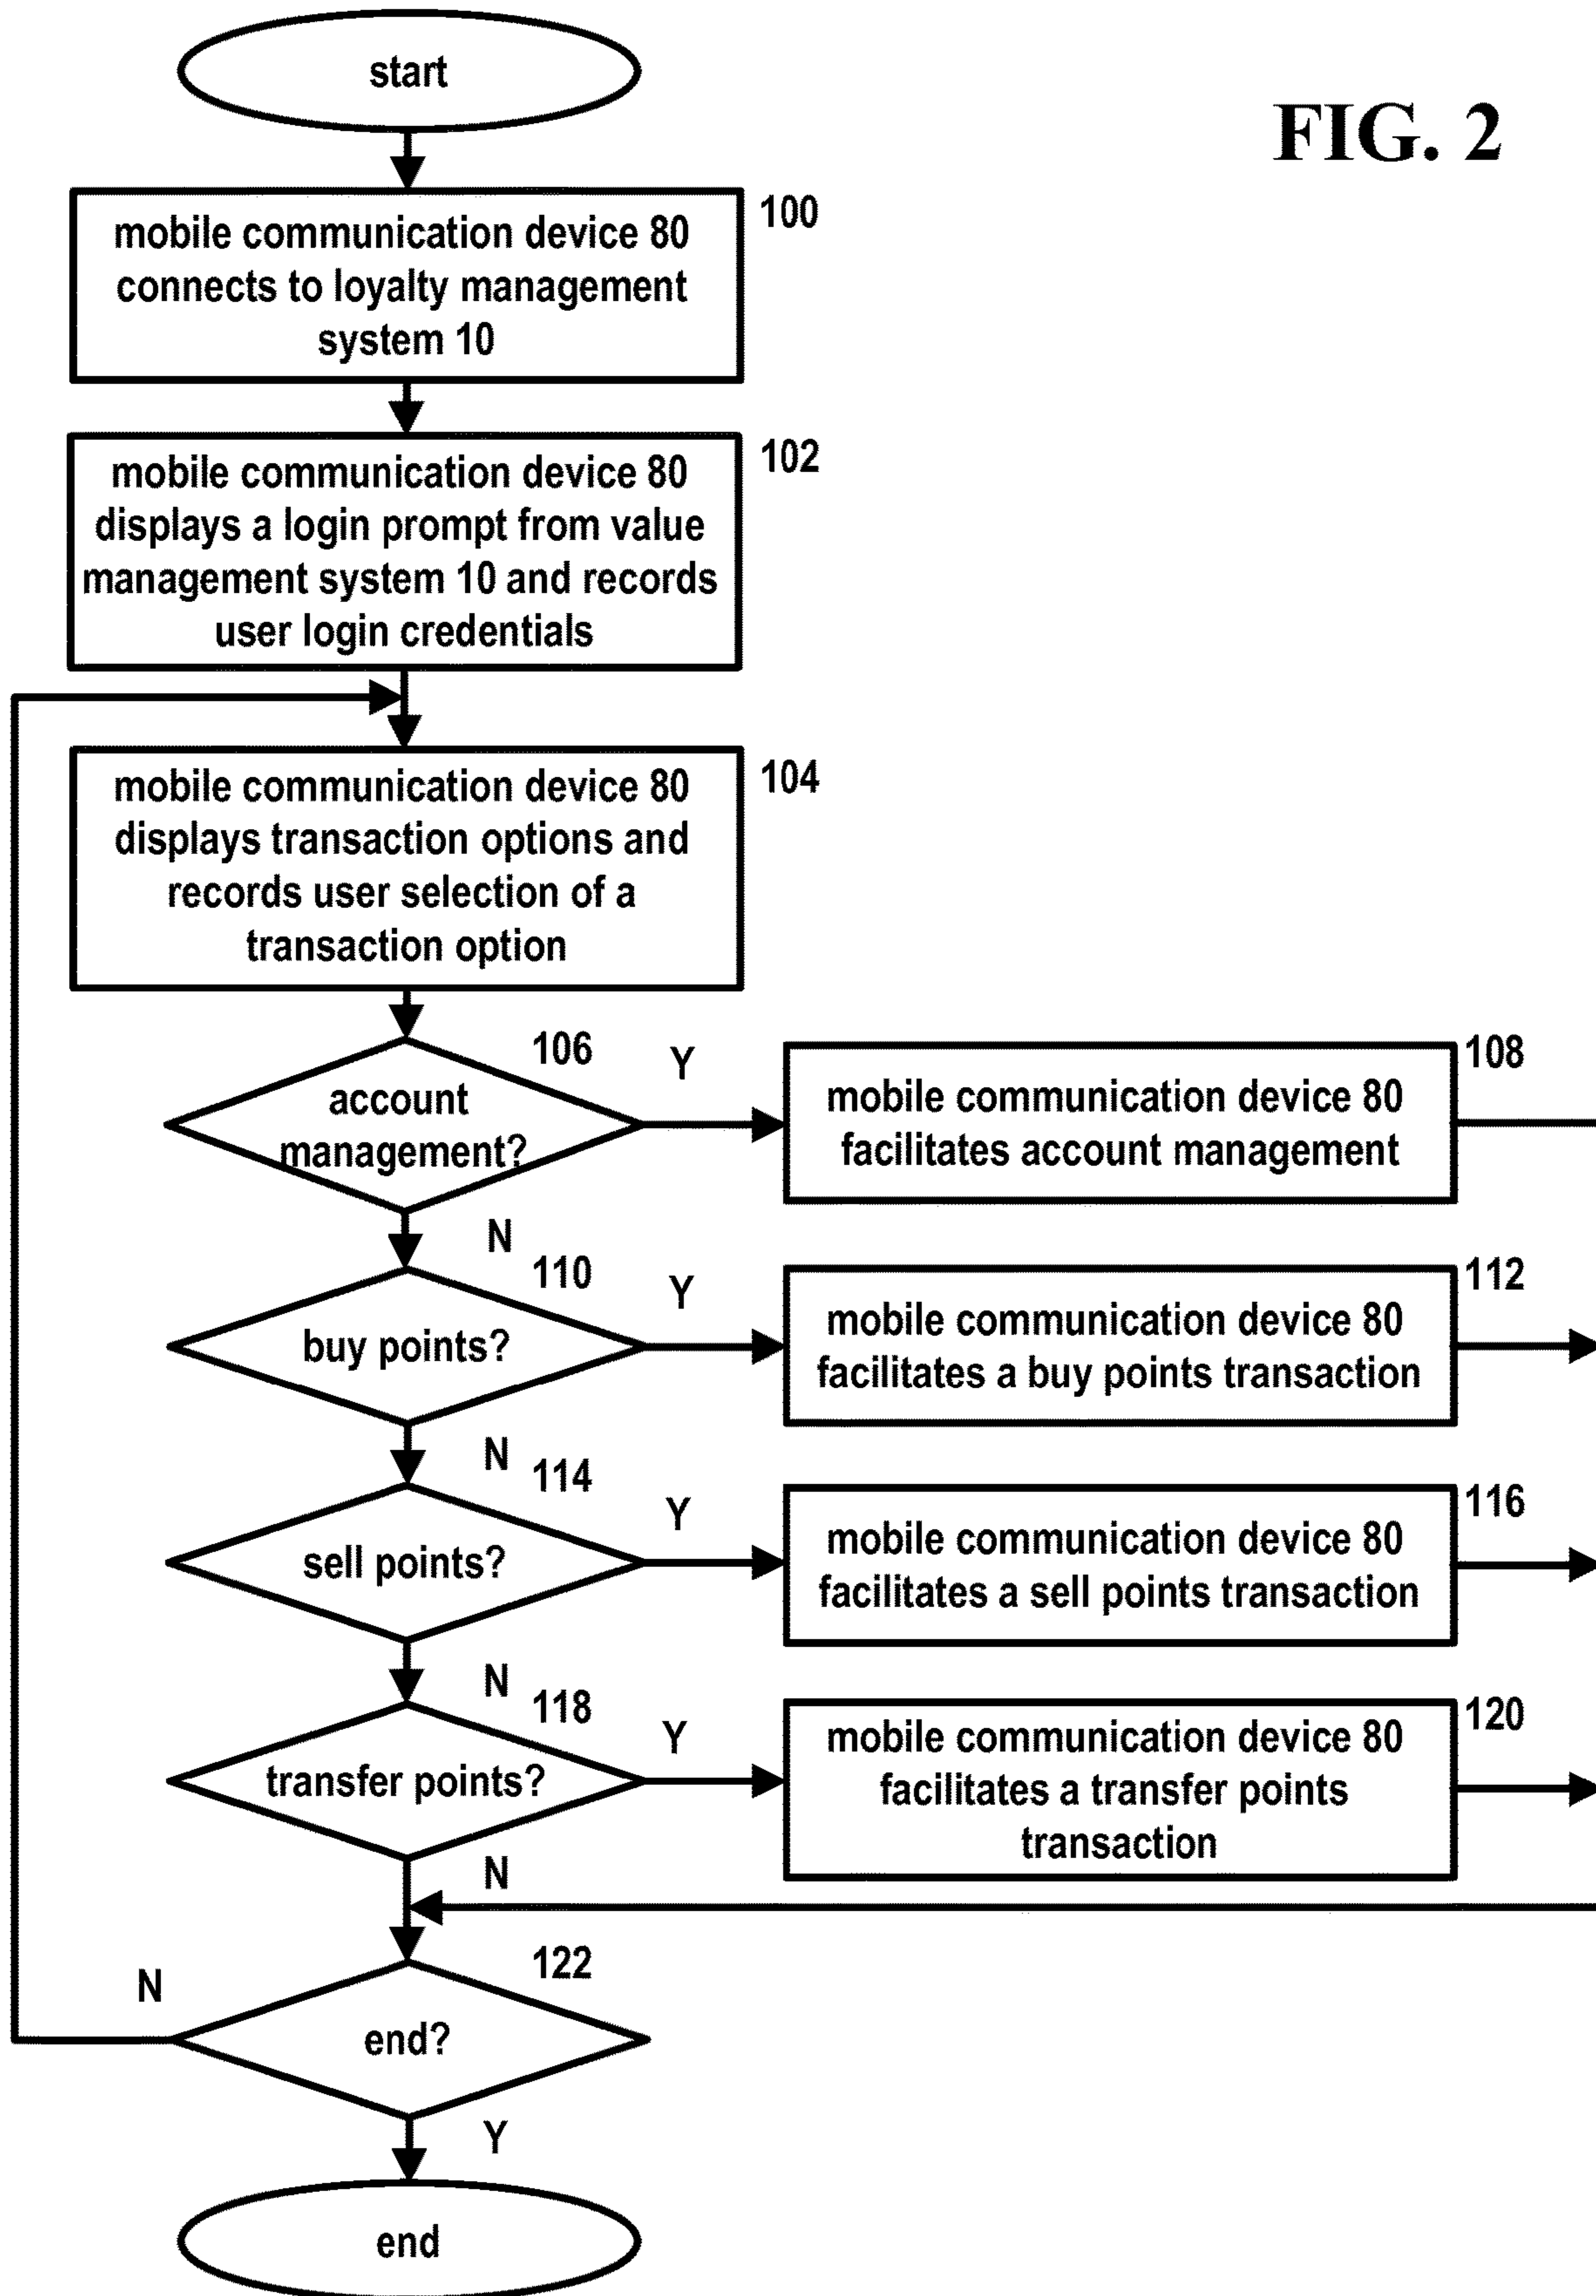 start
FIG. 2
100
mobile communication device 80
connects to loyalty management
system 10
102
mobile communication device 80
displays a login prompt from value
management system 10 and records
user login credentials
104
mobile communication device 80
displays transaction options and
records user selection of a
transaction option
106
account
management?
Y
108
mobile communication device 80
facilitates account management
N
110
buy points?
Y
112
mobile communication device 80
facilitates a buy points transaction
N
114
sell points?
Y
116
mobile communication device 80
facilitates a sell points transaction
N
118
transfer points?
Y
120
mobile communication device 80
facilitates a transfer points
transaction
N
122
end?
N
Y
end